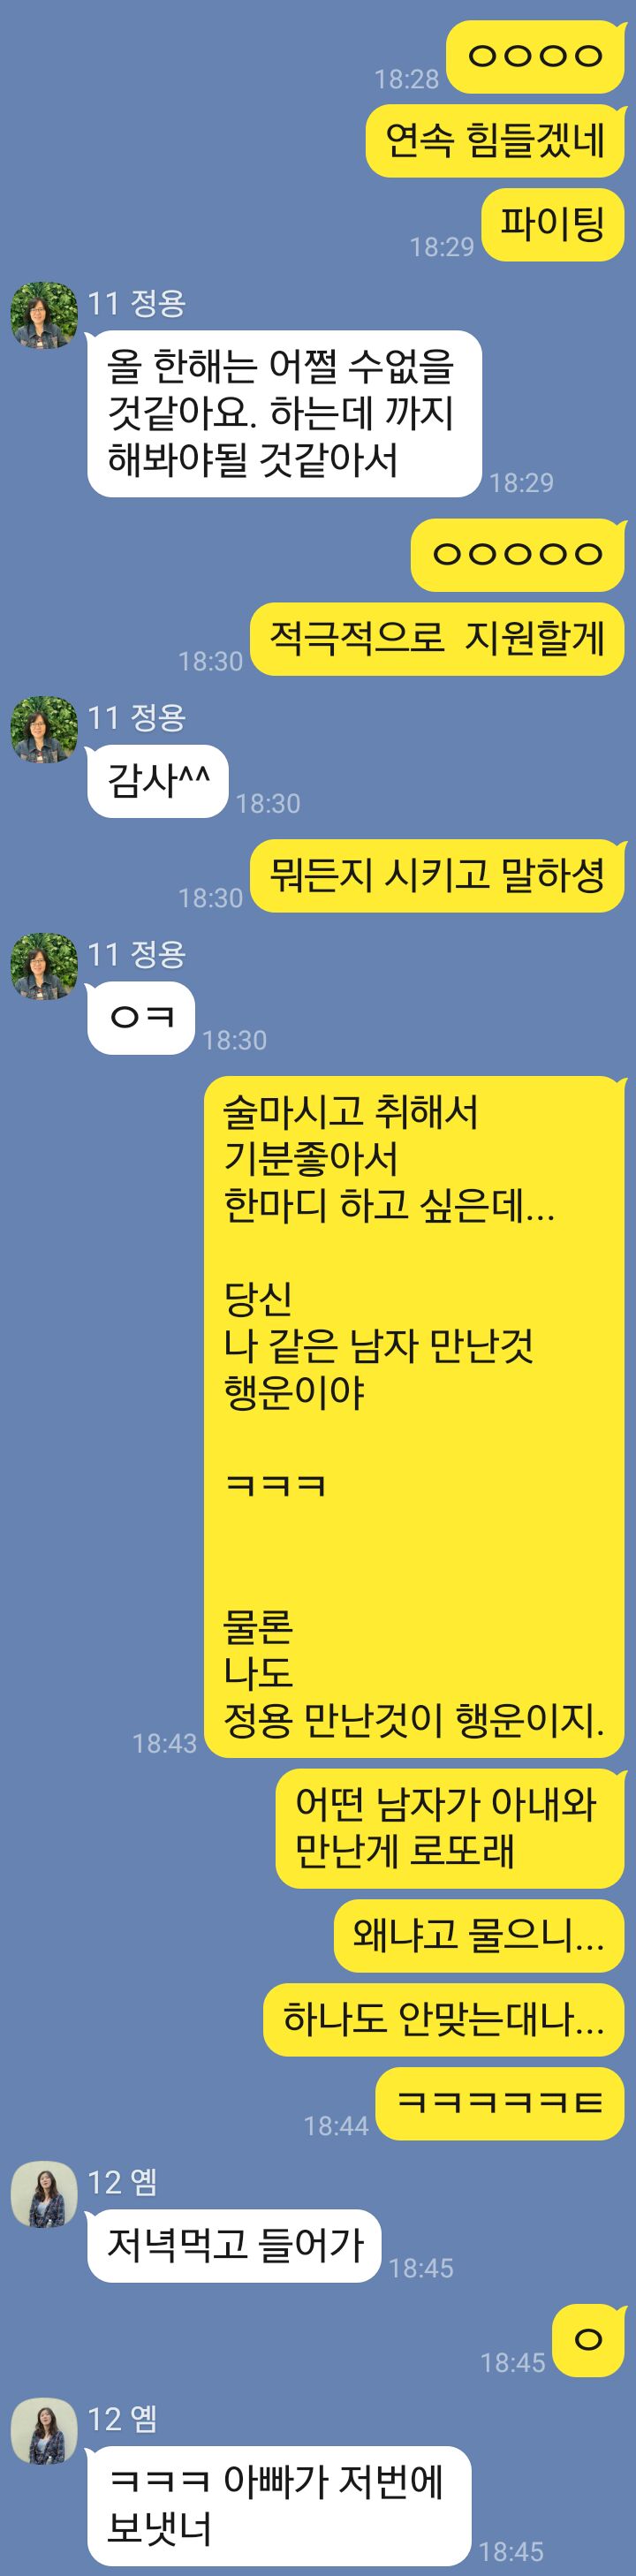 ㅇㅇㅇㅇ
18:28
연속 힘들겠네
파이팅
18:29
11 정용
올 한해는 어쩔 수없을
것같아요. 하는데 까지
해봐야될 것같아서
18:29
ㅇㅇㅇㅇㅇ
적극적으로  지원할게
18:30
11 정용
감사^^
18:30
뭐든지 시키고 말하셩
18:30
11 정용
ㅇㅋ
18:30
술마시고 취해서
기분좋아서
한마디 하고 싶은데...
당신
나 같은 남자 만난것
행운이야
ㅋㅋㅋ
물론
나도
정용 만난것이 행운이지.
18:43
어떤 남자가 아내와
만난게 로또래
왜냐고 물으니...
하나도 안맞는대나...
ㅋㅋㅋㅋㅋㅌ
18:44
12 옘
저녁먹고 들어가
18:45
ㅇ
18:45
12 옘
ㅋㅋㅋ 아빠가 저번에
보냇너
18:45